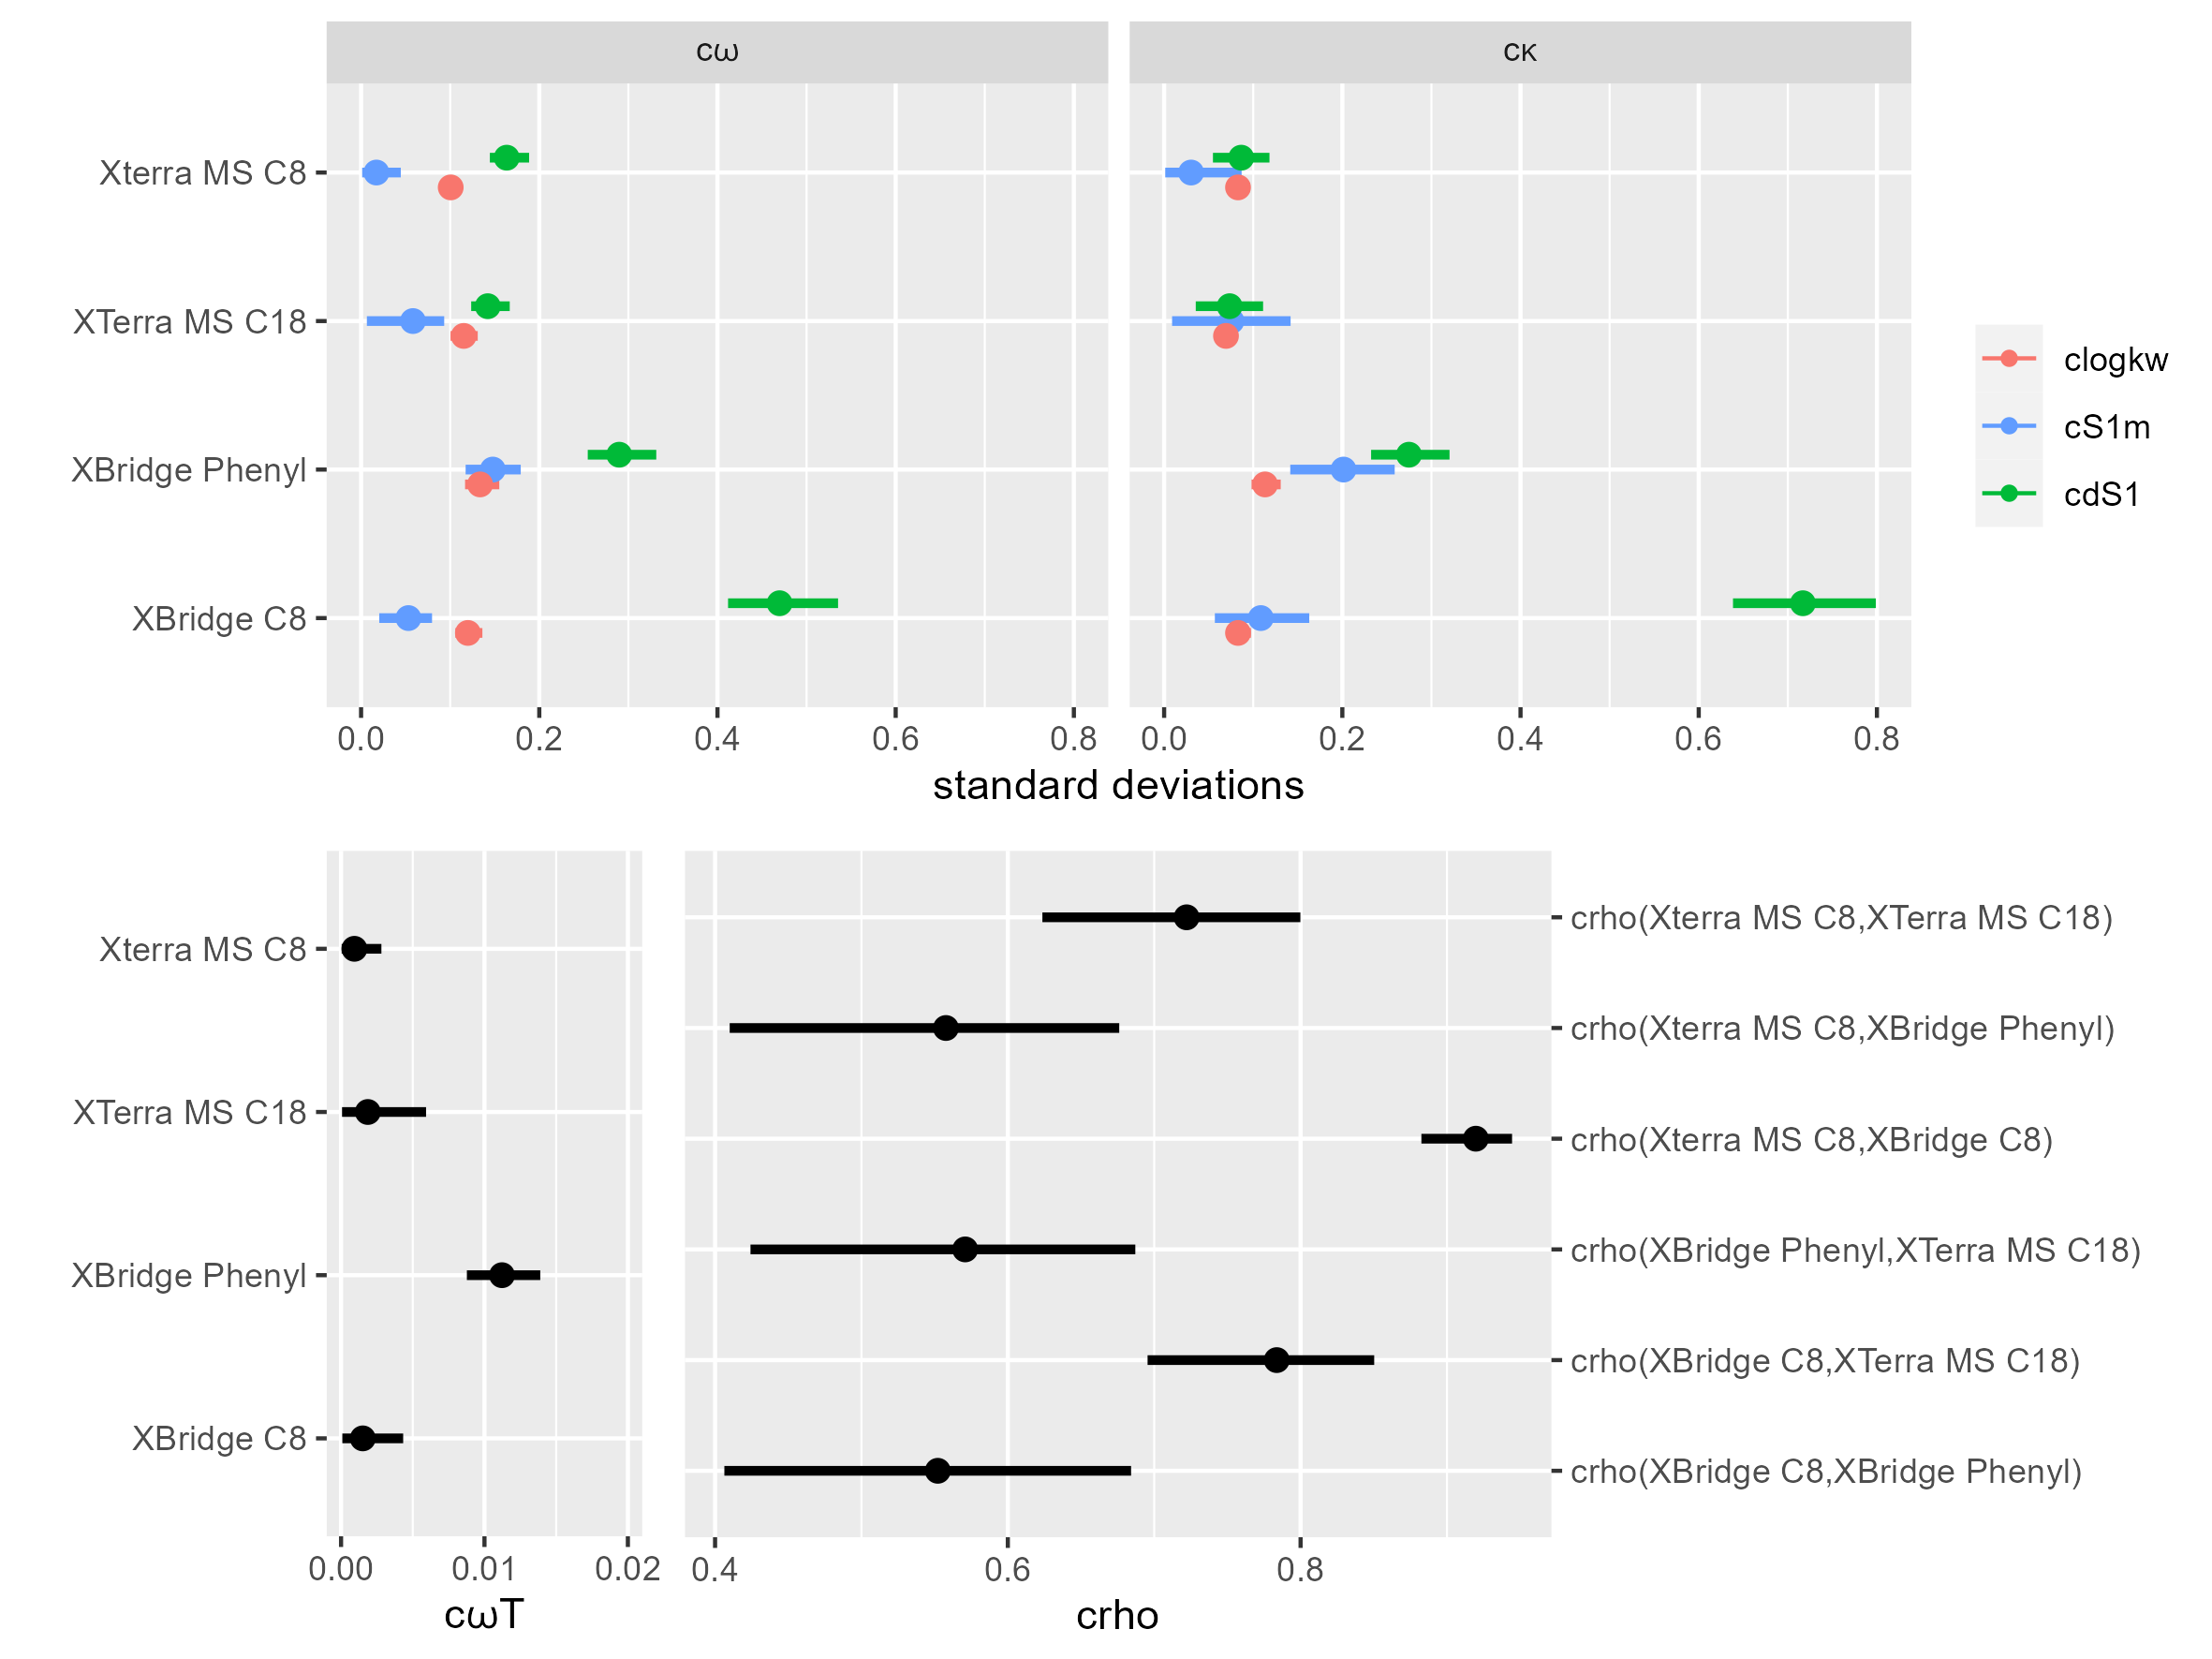 cω
cκ
Xterra MS C8
XTerra MS C18
XBridge Phenyl
XBridge C8
0.0 0.2 0.4 0.6 0.8
0.0 0.2 0.4 0.6 0.8
standard deviations
clogkw
cS1m
cdS1
Xterra MS C8
XTerra MS C18
XBridge Phenyl
XBridge C8
0.00 0.01 0.02
cωT
crho(Xterra MS C8,XTerra MS C18)
crho(Xterra MS C8,XBridge Phenyl)
crho(Xterra MS C8,XBridge C8)
crho(XBridge Phenyl,XTerra MS C18)
crho(XBridge C8,XTerra MS C18)
crho(XBridge C8,XBridge Phenyl)
0.4 0.6 0.8
crho